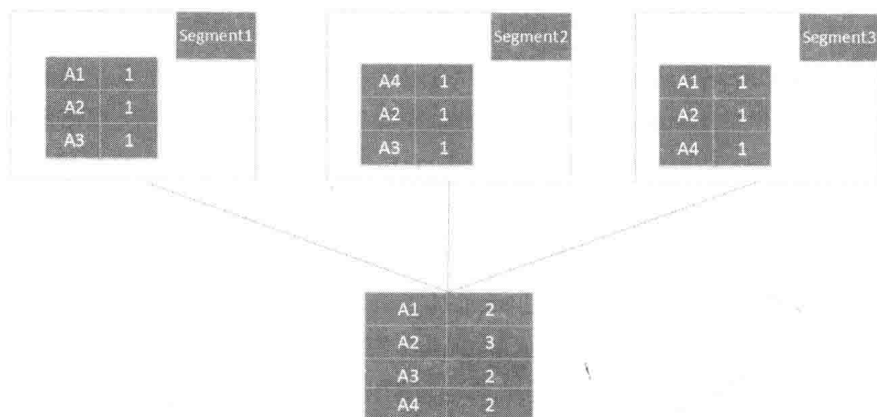 Segment1
A1 1
A2 1
A3 1
Segment2
A4 1
A2 1
A3 1
Segment3
A1 1
A2 1
A4 1
A1 2
A2 3
A3 2
A4 2